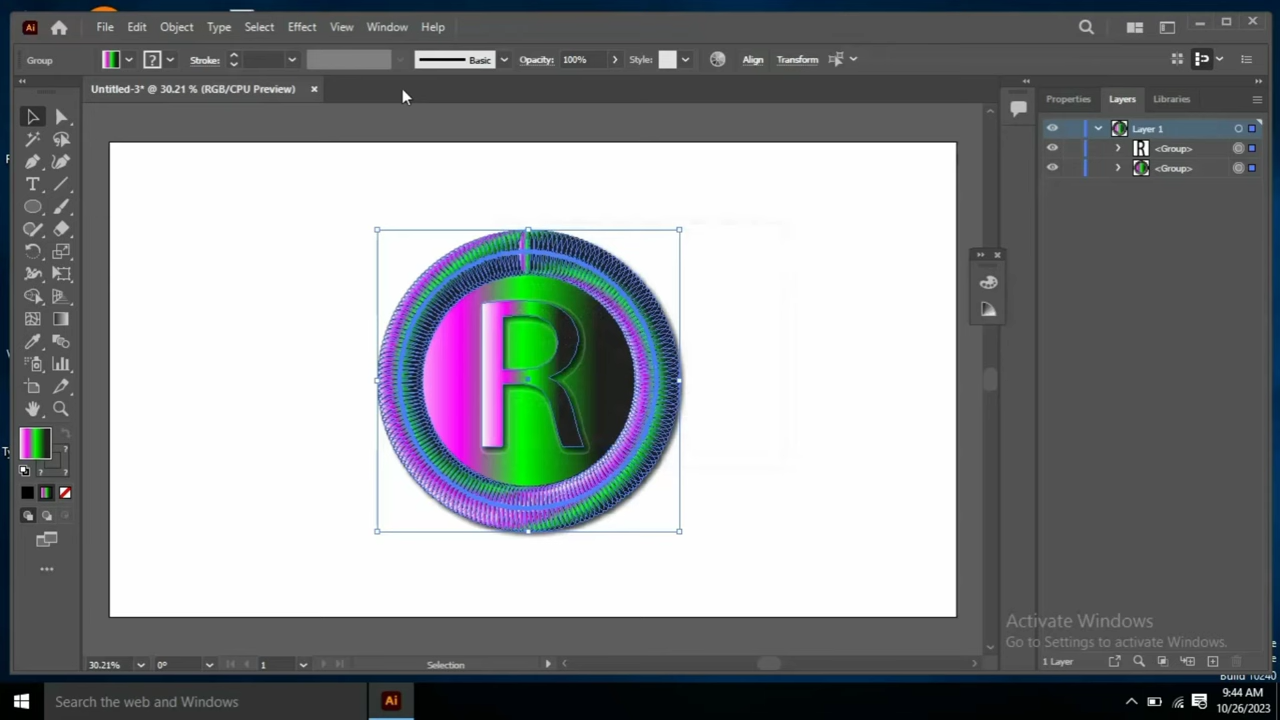 Ai File Edit Object Type Select Effect View Window Help
Group ? Stroke: Basic Opacity: 100% Style: Align Transform
Untitled-3* @ 30.21 % (RGB/CPU Preview) ×
Properties Layers Libraries
Layer 1
R <Group>
<Group>
R
T
? ?
Activate Windows
Go to Settings to activate Windows.
30.21% 0° 1 Selection 1 Layer
Build 10240
Search the web and Windows Ai 9:44 AM
10/26/2023